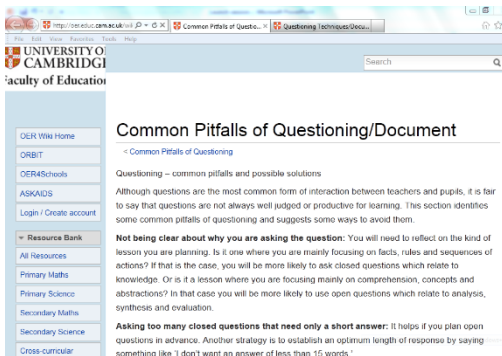 http://oer.educ.cam.ac.uk/wiki
Common Pitfalls of Questio...
Questioning Techniques/Docu...
File Edit View Favorites Tools Help
UNIVERSITY O
CAMBRIDGE
Faculty of Education
Search
OER Wiki Home
ORBIT
OER4Schools
ASKAIDS
Login / Create account
Resource Bank
All Resources
Primary Maths
Primary Science
Secondary Maths
Secondary Science
Cross-curricular
Common Pitfalls of Questioning/Document
< Common Pitfalls of Questioning
Questioning – common pitfalls and possible solutions
Although questions are the most common form of interaction between teachers and pupils, it is fair
to say that questions are not always well judged or productive for learning. This section identifies
some common pitfalls of questioning and suggests some ways to avoid them.
Not being clear about why you are asking the question: You will need to reflect on the kind of
lesson you are planning. Is it one where you are mainly focusing on facts, rules and sequences of
actions? If that is the case, you will be more likely to ask closed questions which relate to
knowledge. Or is it a lesson where you are focusing mainly on comprehension, concepts and
abstractions? In that case you will be more likely to use open questions which relate to analysis,
synthesis and evaluation.
Asking too many closed questions that need only a short answer: It helps if you plan open
questions in advance. Another strategy is to establish an optimum length of response by saying
something like 'I don't want an answer of less than 15 words.'